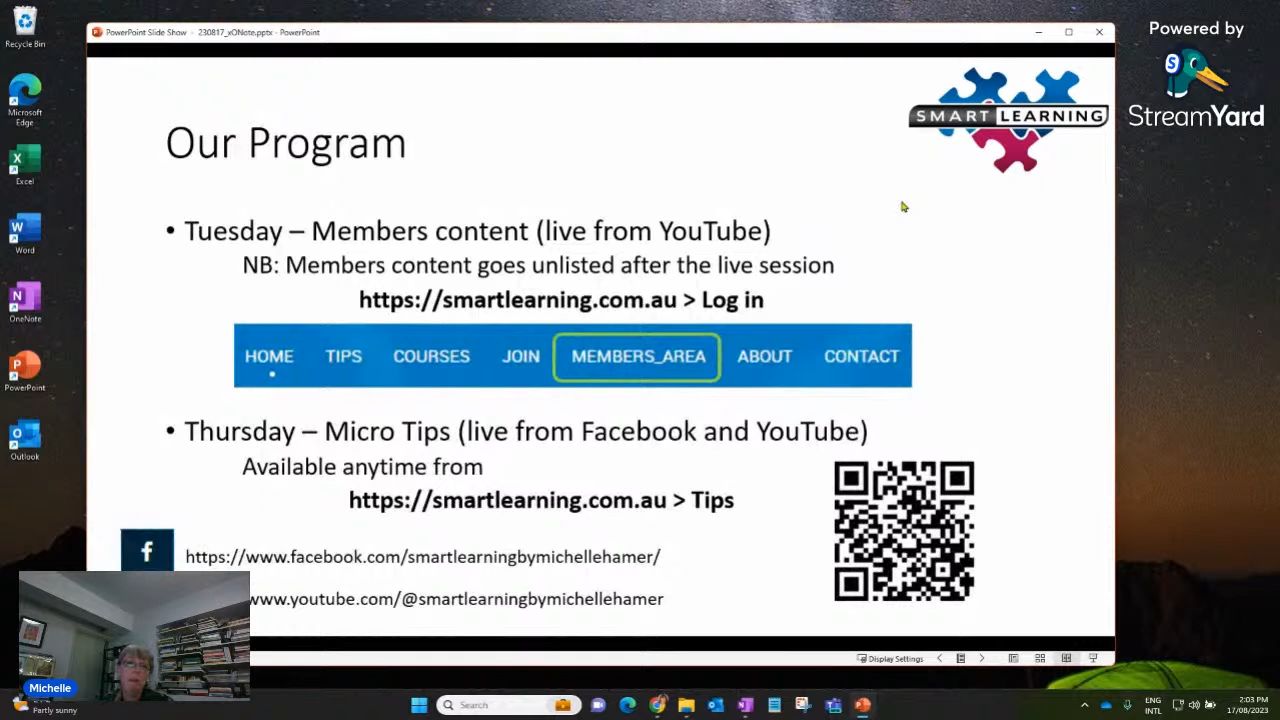 Recycle Bin
Microsoft
Edge
Excel
Word
OneNote
PowerPoint
Outlook
PowerPoint Slide Show - 230817_xONote.pptx - PowerPoint
Powered by
StreamYard
SMART LEARNING
Our Program
• Tuesday – Members content (live from YouTube)
NB: Members content goes unlisted after the live session
https://smartlearning.com.au > Log in
HOME TIPS COURSES JOIN MEMBERS_AREA ABOUT CONTACT
• Thursday – Micro Tips (live from Facebook and YouTube)
Available anytime from
https://smartlearning.com.au > Tips
https://www.facebook.com/smartlearningbymichellehamer/
www.youtube.com/@smartlearningbymichellehamer
Display Settings
Michelle
Partly sunny
Search
ENG
INTL
2:03 PM
17/08/2023